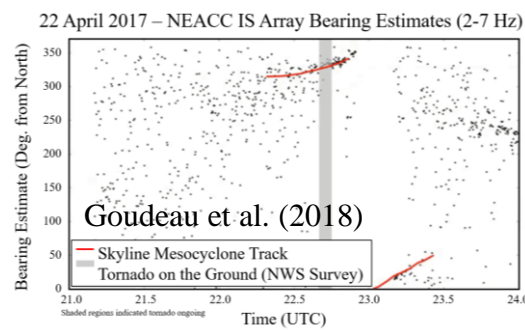 22 April 2017 – NEACC IS Array Bearing Estimates (2-7 Hz)
Bearing Estimate (Deg. from North)
350
300
250
200
150
100
50
0
Goudeau et al. (2018)
Skyline Mesocyclone Track
Tornado on the Ground (NWS Survey)
21.0 21.5 22.0 22.5 23.0 23.5 24.0
Shaded regions indicated tornado ongoing
Time (UTC)